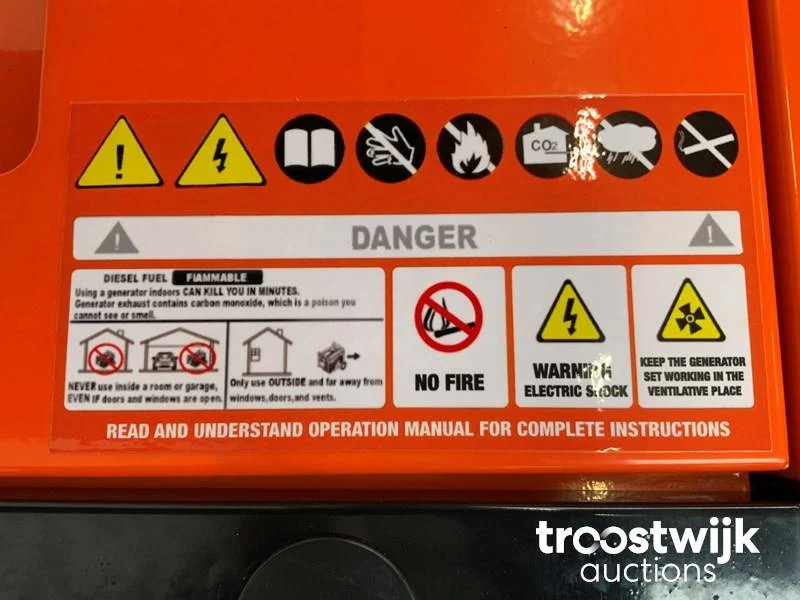 CO2
DANGER
DIESEL FUEL FIAMMABLE
Using a generator indoors CAN KILL YOU IN MINUTES.
Generator exhaust contains carbon monoxide, which is a poison you
cannot see or smell.
NEVER use inside a room or garage,
EVEN IF doors and windows are open.
Only use OUTSIDE and far away from
windows,doors,and vents.
NO FIRE
WARNING
ELECTRIC SHOCK
KEEP THE GENERATOR
SET WORKING IN THE
VENTILATIVE PLACE
READ AND UNDERSTAND OPERATION MANUAL FOR COMPLETE INSTRUCTIONS
troostwijk
auctions